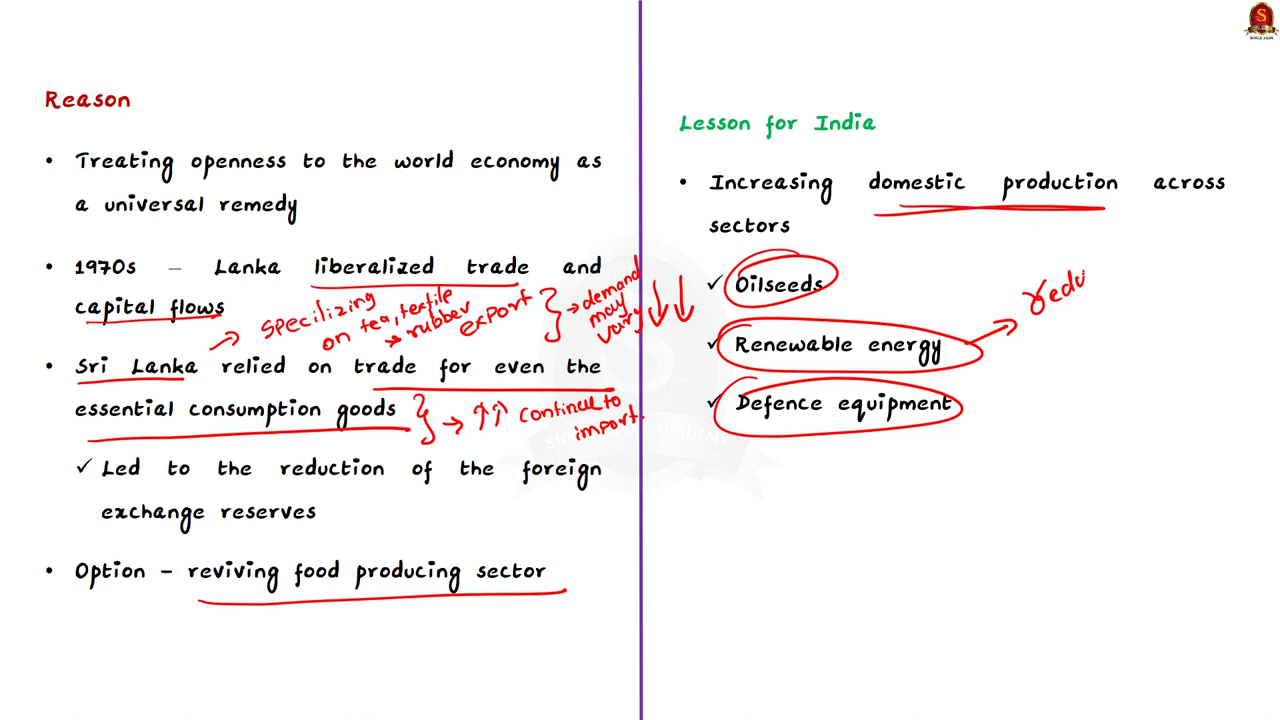 Reason
• Treating openness to the world economy as
a universal remedy
• 1970s – Lanka liberalized trade and
capital flows
→ specilizing
on tea, textile
→ rubber
export
→ demand
may
vary
↓↓
• Sri Lanka relied on trade for even the
essential consumption goods
→ ↑↑ continue to
import.
✓ Led to the reduction of the foreign
exchange reserves
• Option – reviving food producing sector
Lesson for India
• Increasing domestic production across
sectors
✓ Oilseeds
✓ Renewable energy
→ redu
✓ Defence equipment
S
SINCE 2004